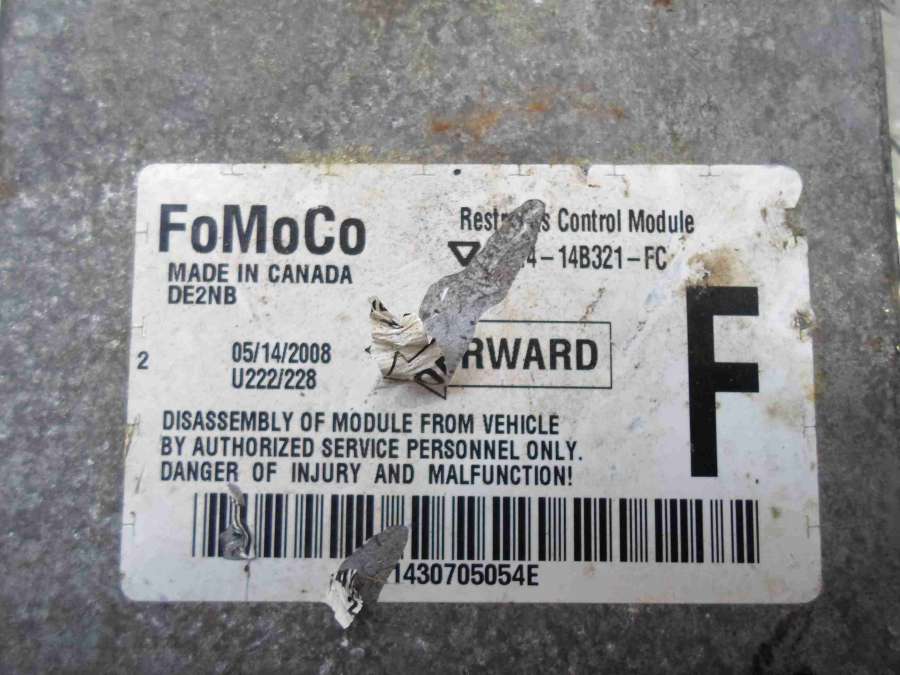 FoMoCo
MADE IN CANADA
DE2NB
Control Module
4-14B321-FC
2
05/14/2008
U222/228
RWARD
F
DISASSEMBLY OF MODULE FROM VEHICLE
BY AUTHORIZED SERVICE PERSONNEL ONLY.
DANGER OF INJURY AND MALFUNCTION!
1430705054E